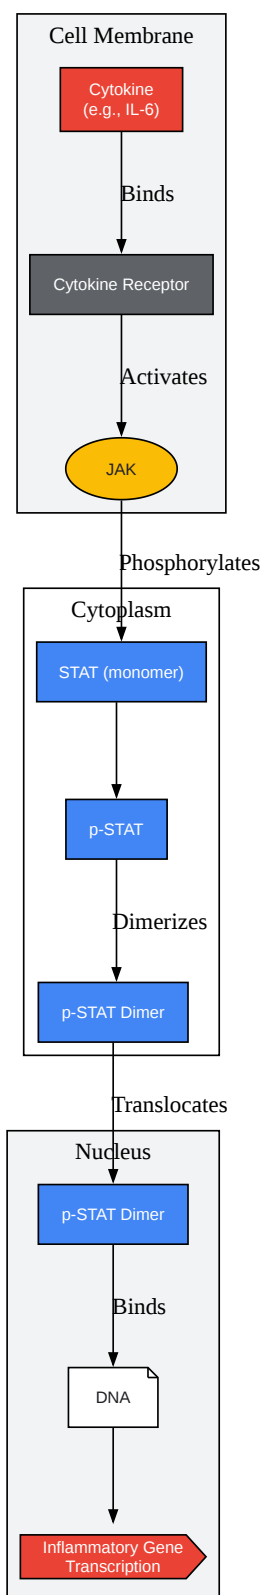 Cell Membrane
Cytokine
(e.g., IL-6)
Binds
Cytokine Receptor
Activates
JAK
Phosphorylates
Cytoplasm
STAT (monomer)
p-STAT
Dimerizes
p-STAT Dimer
Translocates
Nucleus
p-STAT Dimer
Binds
DNA
Inflammatory Gene
Transcription